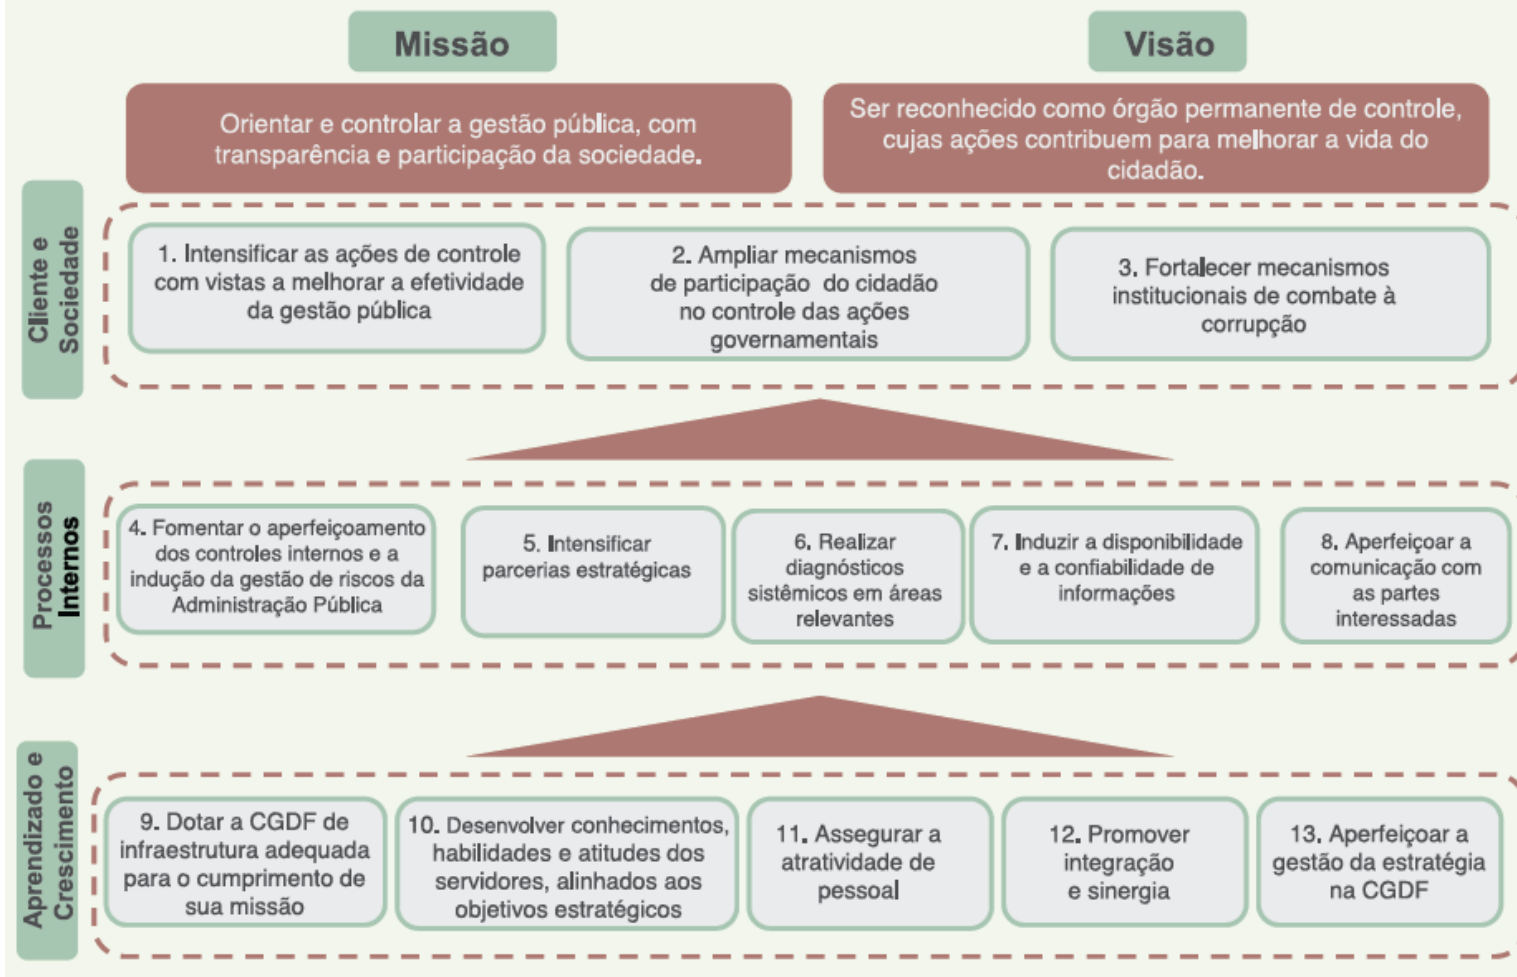 Missão
Visão
Orientar e controlar a gestão pública, com
transparência e participação da sociedade.
Ser reconhecido como órgão permanente de controle,
cujas ações contribuem para melhorar a vida do
cidadão.
Cliente e
Sociedade
1. Intensificar as ações de controle
com vistas a melhorar a efetividade
da gestão pública
2. Ampliar mecanismos
de participação do cidadão
no controle das ações
governamentais
3. Fortalecer mecanismos
institucionais de combate à
corrupção
Processos
Internos
4. Fomentar o aperfeiçoamento
dos controles internos e a
indução da gestão de riscos da
Administração Pública
5. Intensificar
parcerias estratégicas
6. Realizar
diagnósticos
sistêmicos em áreas
relevantes
7. Induzir a disponibilidade
e a confiabilidade de
informações
8. Aperfeiçoar a
comunicação com
as partes
interessadas
Aprendizado e
Crescimento
9. Dotar a CGDF de
infraestrutura adequada
para o cumprimento de
sua missão
10. Desenvolver conhecimentos,
habilidades e atitudes dos
servidores, alinhados aos
objetivos estratégicos
11. Assegurar a
atratividade de
pessoal
12. Promover
integração
e sinergia
13. Aperfeiçoar a
gestão da estratégia
na CGDF